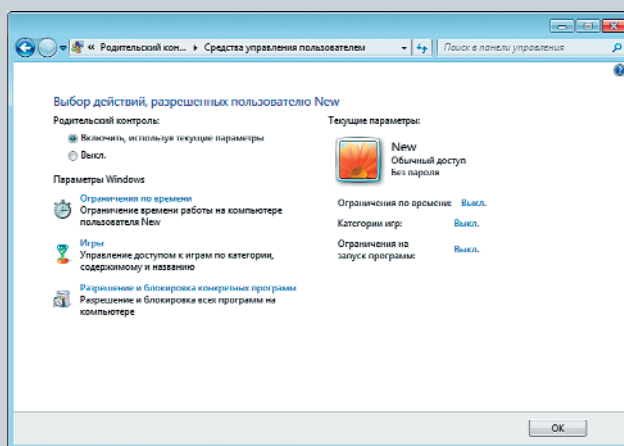 « Родительский кон... ▸ Средства управления пользователем
Поиск в панели управления
Выбор действий, разрешенных пользователю New
Родительский контроль:
Включить, используя текущие параметры
Выкл.
Параметры Windows
Ограничения по времени
Ограничение времени работы на компьютере
пользователя New
Игры
Управление доступом к играм по категории,
содержимому и названию
Разрешение и блокировка конкретных программ
Разрешение и блокировка всех программ на
компьютере
Текущие параметры:
New
Обычный доступ
Без пароля
Ограничения по времени: Выкл.
Категории игр: Выкл.
Ограничения на
запуск программ: Выкл.
OK